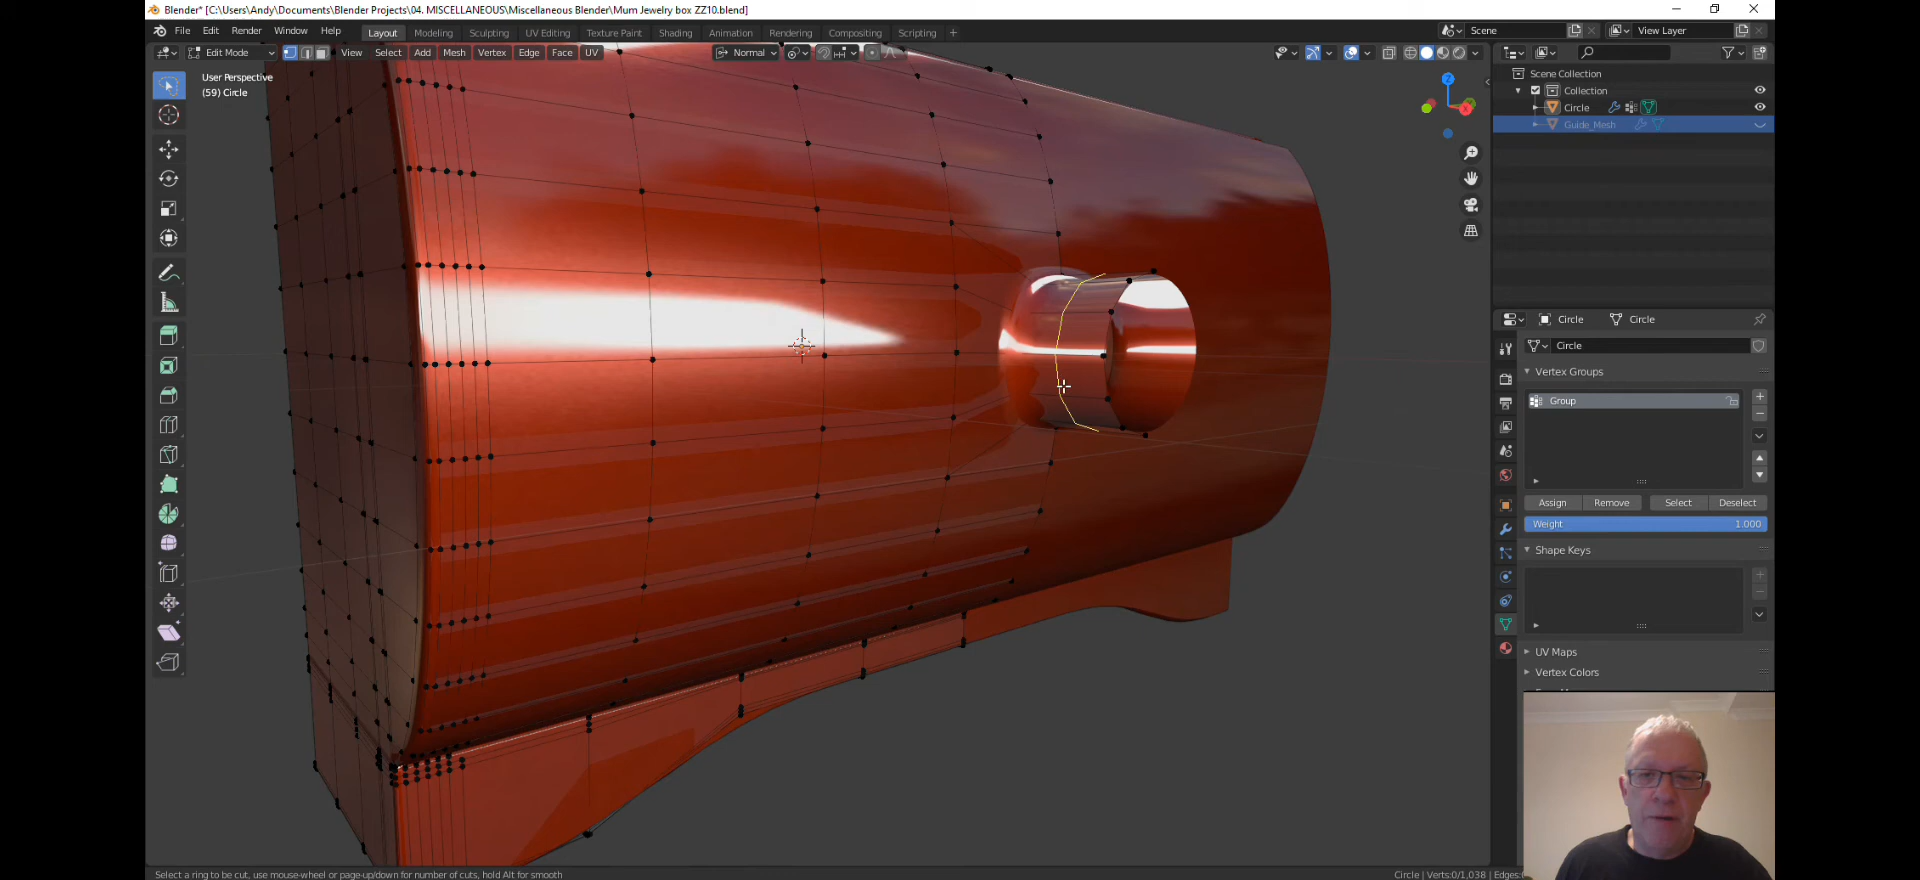 Blender* [C:\Users\Andy\Documents\Blender Projects\04. MISCELLANEOUS\Miscellaneous Blender\Mum Jewelry box ZZ10.blend]
File Edit Render Window Help Layout Modeling Sculpting UV Editing Texture Paint Shading Animation Rendering Compositing Scripting + Scene View Layer
Edit Mode View Select Add Mesh Vertex Edge Face UV Normal
User Perspective
(59) Circle
Z
X
Scene Collection
Collection
Circle
Guide_Mesh
Circle Circle
Circle
Vertex Groups
Group
Assign Remove Select Deselect
Weight 1.000
Shape Keys
UV Maps
Vertex Colors
Select a ring to be cut, use mouse-wheel or page-up/down for number of cuts, hold Alt for smooth
Circle | Verts:0/1,038 | Edges: